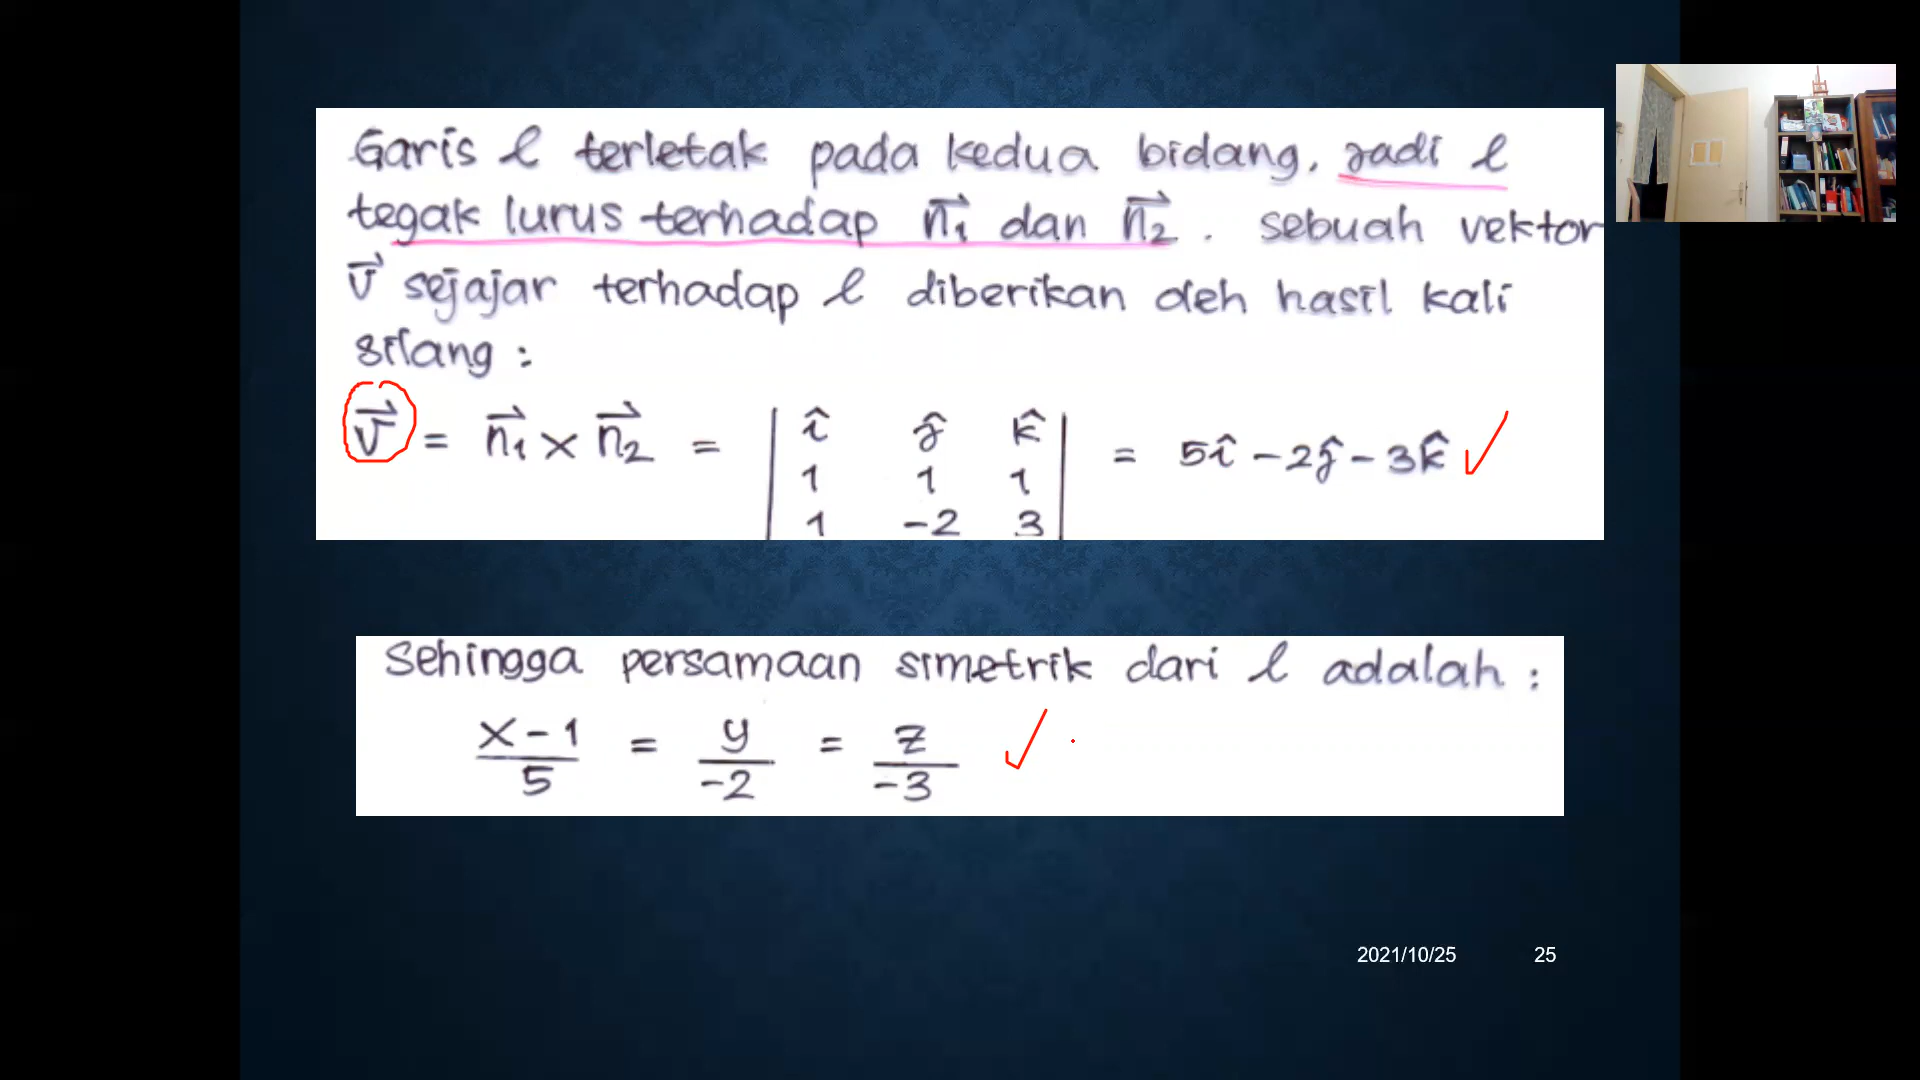 Garis l terletak pada kedua bidang, Jadi l
tegak lurus terhadap n⃗₁ dan n⃗₂ . sebuah vektor
v⃗ sejajar terhadap l diberikan oleh hasil kali
silang :
v⃗ = n⃗₁ × n⃗₂ = | î ĵ k̂ | = 5î - 2ĵ - 3k̂ ✓
1 1 1
1 -2 3
Sehingga persamaan simetrik dari l adalah :
x - 1 = y = z ✓
5 -2 -3
2021/10/25 25